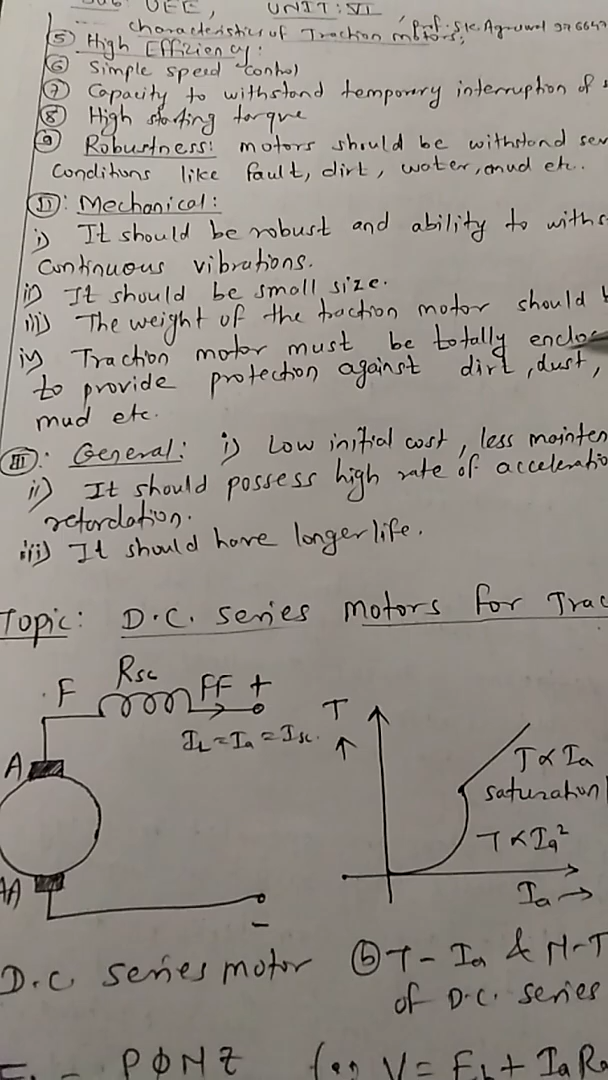 UEE, UNIT: VI
characteristics of Traction motors: Prof. S.K. Agrawal
⑤ High Efficiency:
⑥ Simple speed control
⑦ Capacity to withstand temporary interruption of
⑧ High starting torque
⑨ Robustness: motors should be withstond sev
Conditions like fault, dirt, water, mud etc.
Ⓘ: Mechanical:
i) It should be robust and ability to withs
continuous vibrations.
ii) It should be small size.
iii) The weight of the traction motor should b
iv) Traction motor must be totally enclos
to provide protection against dirt, dust,
mud etc.
III: General: i) Low initial cost, less mainten
ii) It should possess high rate of acceleratio
retardation.
iii) It should have longer life.
Topic: D.C. series motors for Trac
F Rsc FF +
IL = Ia = Isc
A
AA
-
T ↑
T ∝ Ia
saturation
T ∝ Ia²
Ia →
D.C. series motor
ⓑ T - Ia & N-T
of D.C. series
PΦNZ (or) V = Eb + Ia Ra